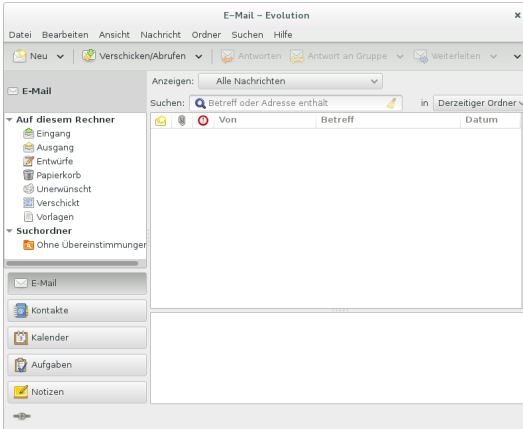 E-Mail – Evolution
Datei Bearbeiten Ansicht Nachricht Ordner Suchen Hilfe
Neu Verschicken/Abrufen Antworten Antwort an Gruppe Weiterleiten
E-Mail
Anzeigen: Alle Nachrichten
Suchen: Betreff oder Adresse enthält in Derzeitiger Ordner
Von Betreff Datum
Auf diesem Rechner
Eingang
Ausgang
Entwürfe
Papierkorb
Unerwünscht
Verschickt
Vorlagen
Suchordner
Ohne Übereinstimmungen
E-Mail
Kontakte
Kalender
Aufgaben
Notizen